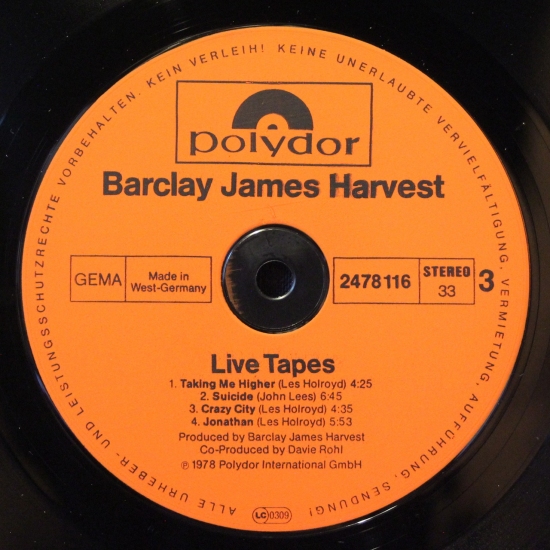 ALLE URHEBER- UND LEISTUNGSSCHUTZRECHTE VORBEHALTEN. KEIN VERLEIH! KEINE UNERLAUBTE VERVIELFÄLTIGUNG, VERMIETUNG, AUFFÜHRUNG, SENDUNG!
polydor
Barclay James Harvest
GEMA
Made in
West-Germany
2478 116
STEREO
33
3
Live Tapes
1. Taking Me Higher (Les Holroyd) 4:25
2. Suicide (John Lees) 6:45
3. Crazy City (Les Holroyd) 4:35
4. Jonathan (Les Holroyd) 5:53
Produced by Barclay James Harvest
Co-Produced by Davie Rohl
℗ 1978 Polydor International GmbH
LC 0309